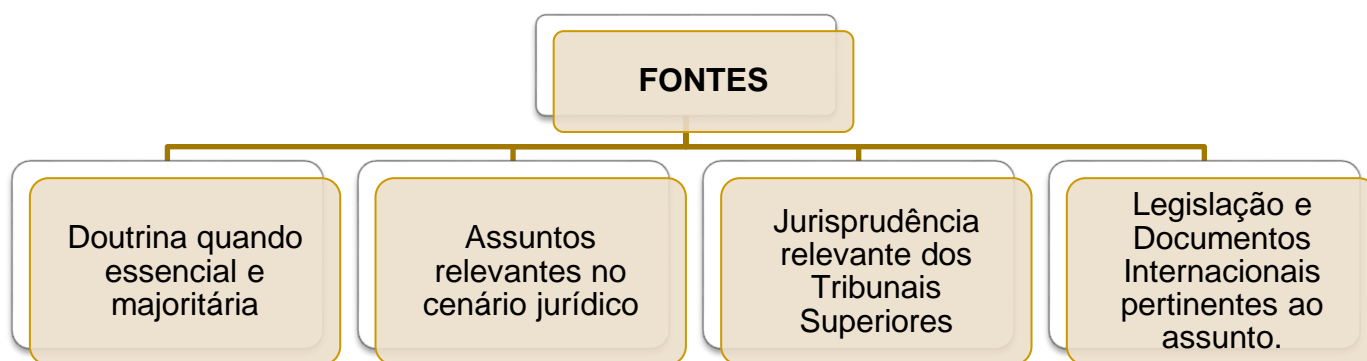 FONTES
Doutrina quando
essencial e
majoritária
Assuntos
relevantes no
cenário jurídico
Jurisprudência
relevante dos
Tribunais
Superiores
Legislação e
Documentos
Internacionais
pertinentes ao
assunto.